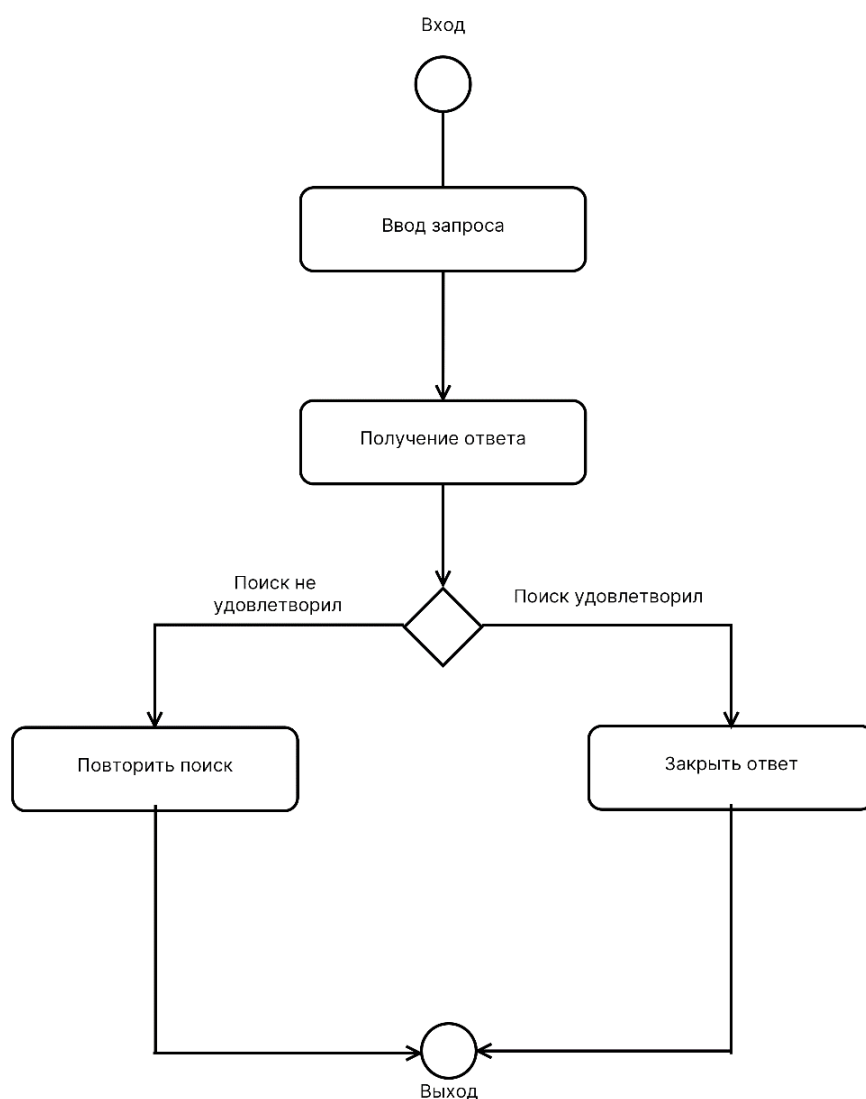 Вход
Ввод запроса
Получение ответа
Поиск не
удовлетворил
Поиск удовлетворил
Повторить поиск
Закрыть ответ
Выход